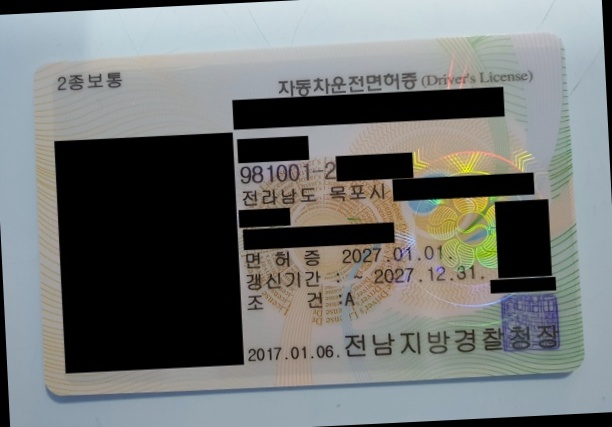 2종보통
자동차운전면허증 (Driver's License)
981001-2
전라남도 목포시
면 허 증 2027.01.01.
갱신기간 : ~ 2027.12.31.
조 건 :A
2017.01.06. 전남지방경찰청장